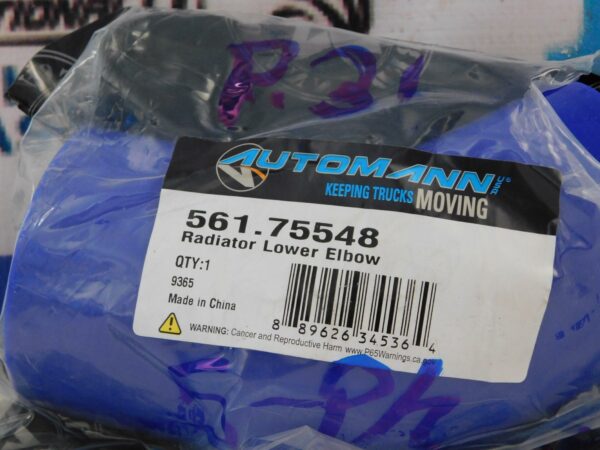 P.31
AUTOMANN USA
KEEPING TRUCKS MOVING
561.75548
Radiator Lower Elbow
QTY:1
9365
Made in China
WARNING: Cancer and Reproductive Harm www.P65Warnings.ca.gov
8 89626 34536 4